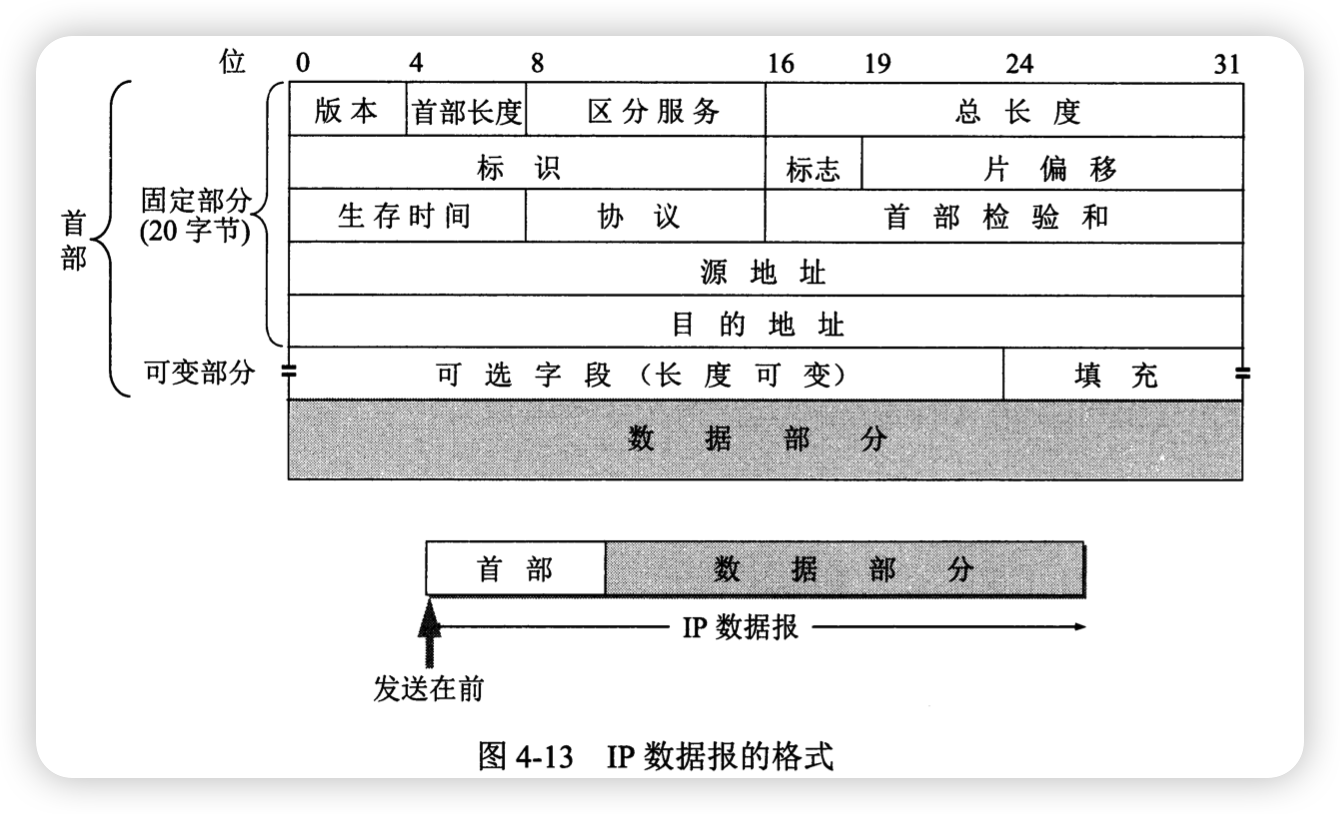 位 0 4 8 16 19 24 31
版本 首部长度 区分服务 总长度
标识 标志 片偏移
首部 固定部分
(20 字节)
生存时间 协议 首部检验和
源地址
目的地址
可变部分 可选字段（长度可变） 填充
数据部分
首部 数据部分
IP 数据报
发送在前
图 4-13 IP 数据报的格式